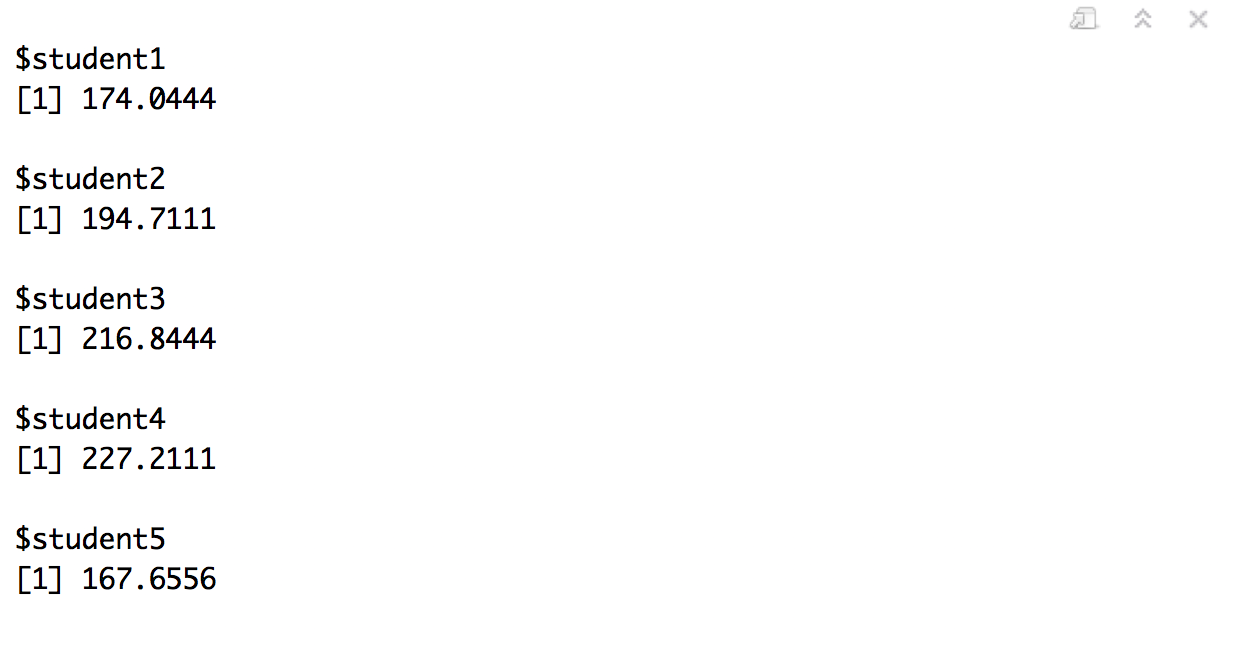 $student1
[1] 174.0444
$student2
[1] 194.7111
$student3
[1] 216.8444
$student4
[1] 227.2111
$student5
[1] 167.6556